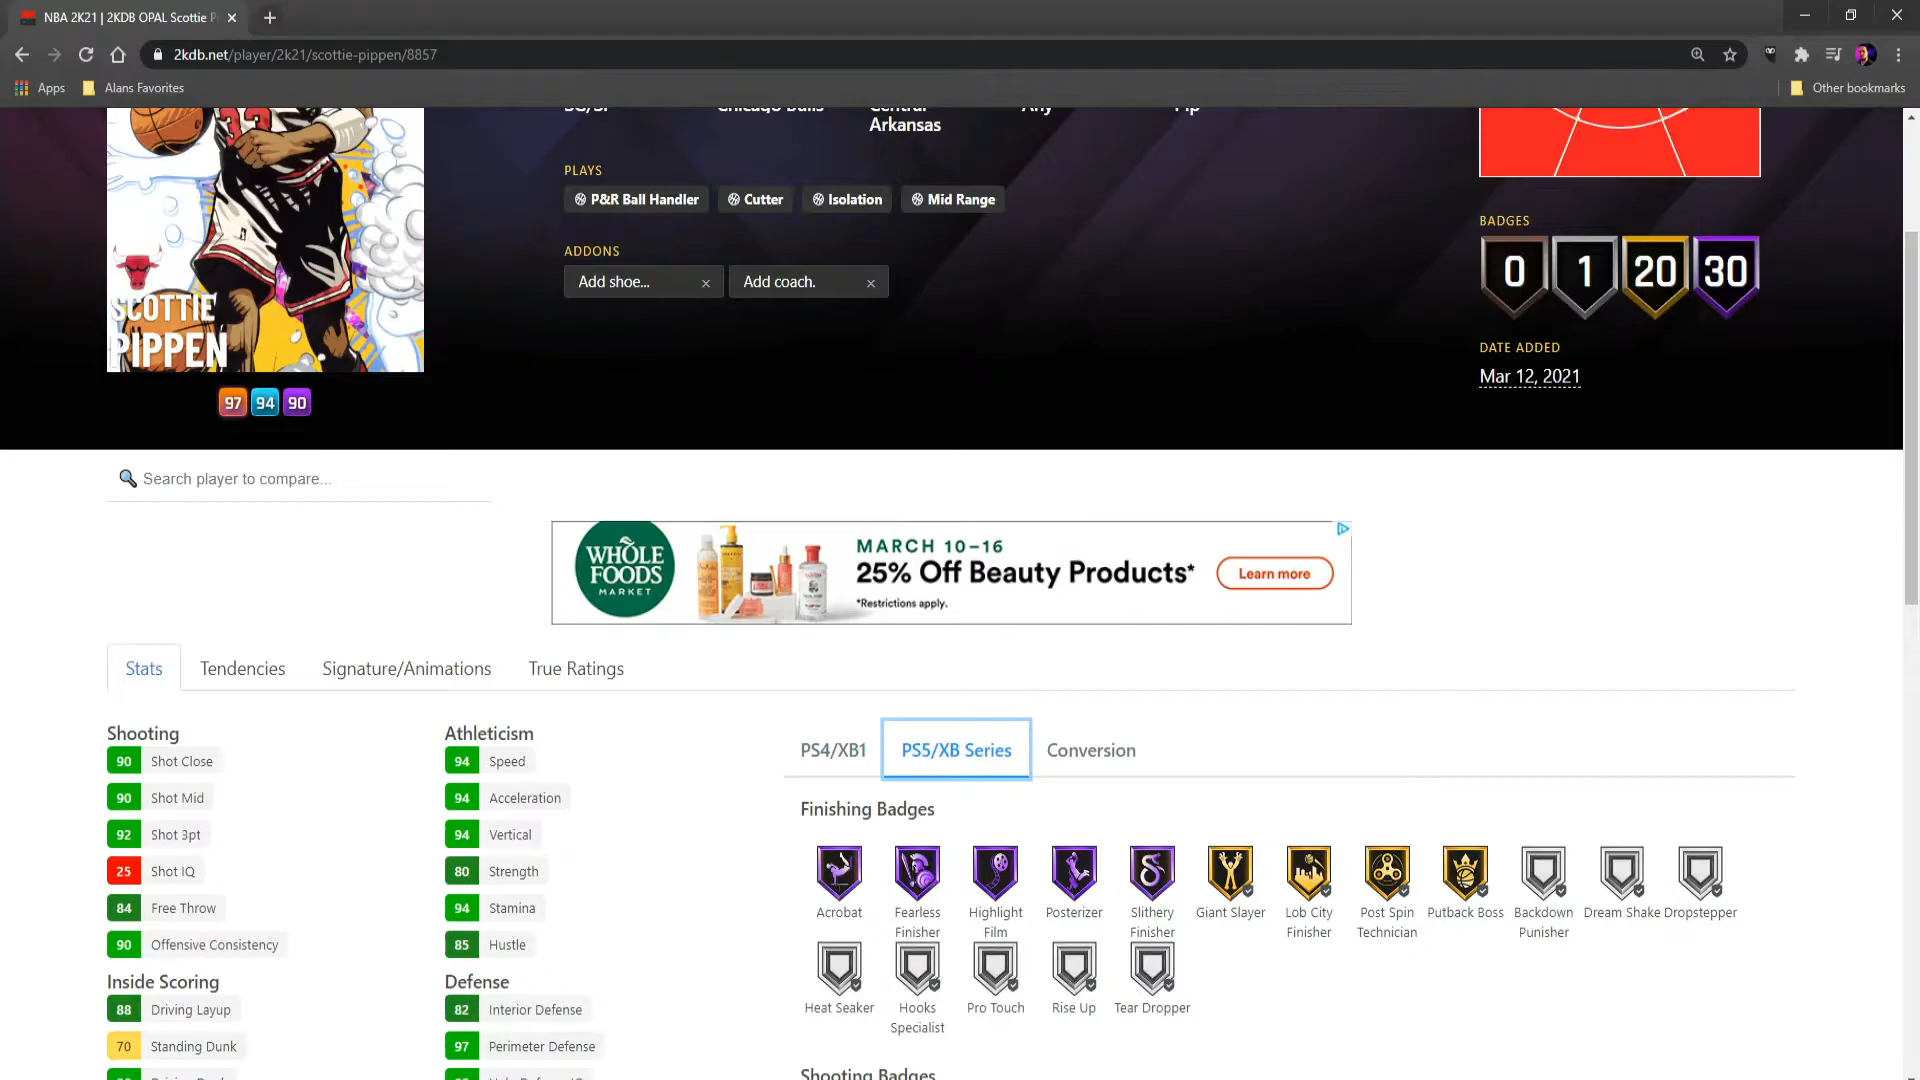 NBA 2K21 | 2KDB OPAL Scottie P
2kdb.net/player/2k21/scottie-pippen/8857
Apps
Alans Favorites
Other bookmarks
SG/SF
Chicago Bulls
Central
Arkansas
Any
Pip
33
SCOTTIE
PIPPEN
97 94 90
PLAYS
P&R Ball Handler
Cutter
Isolation
Mid Range
ADDONS
Add shoe... ×
Add coach. ×
BADGES
0 1 20 30
DATE ADDED
Mar 12, 2021
Search player to compare...
WHOLE
FOODS
MARKET
MARCH 10-16
25% Off Beauty Products*
*Restrictions apply.
Learn more
Stats
Tendencies
Signature/Animations
True Ratings
Shooting
90 Shot Close
90 Shot Mid
92 Shot 3pt
25 Shot IQ
84 Free Throw
90 Offensive Consistency
Inside Scoring
88 Driving Layup
70 Standing Dunk
Athleticism
94 Speed
94 Acceleration
94 Vertical
80 Strength
94 Stamina
85 Hustle
Defense
82 Interior Defense
97 Perimeter Defense
PS4/XB1
PS5/XB Series
Conversion
Finishing Badges
Acrobat
Fearless
Finisher
Highlight
Film
Posterizer
Slithery
Finisher
Giant Slayer
Lob City
Finisher
Post Spin
Technician
Putback Boss
Backdown
Punisher
Dream Shake
Dropstepper
Heat Seaker
Hooks
Specialist
Pro Touch
Rise Up
Tear Dropper
Shooting Badges